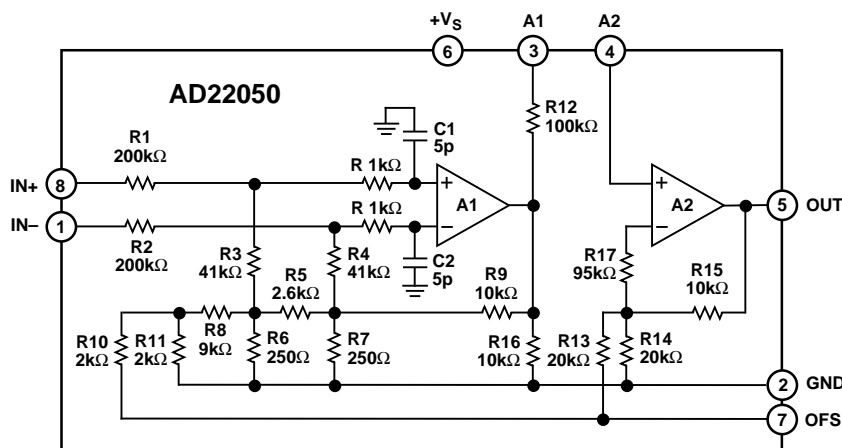 +VS
A1
A2
6
3
4
AD22050
R12
100kΩ
C1
5p
R1
200kΩ
R 1kΩ
IN+
8
+
A1
–
+
A2
–
5
OUT
IN–
1
R 1kΩ
R2
200kΩ
R3
41kΩ
R4
41kΩ
C2
5p
R17
95kΩ
R15
10kΩ
R5
2.6kΩ
R9
10kΩ
R10
2kΩ
R11
2kΩ
R8
9kΩ
R6
250Ω
R7
250Ω
R16
10kΩ
R13
20kΩ
R14
20kΩ
2
GND
7
OFS